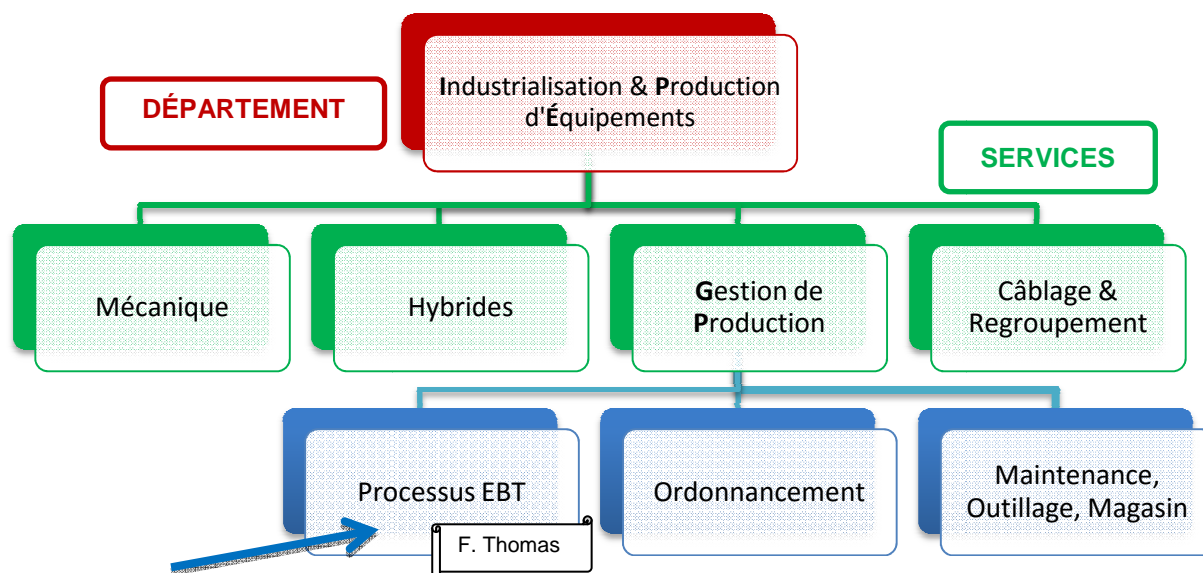 Industrialisation & Production
d'Équipements
DÉPARTEMENT
SERVICES
Mécanique
Hybrides
Gestion de
Production
Câblage &
Regroupement
Processus EBT
Ordonnancement
Maintenance,
Outillage, Magasin
F. Thomas